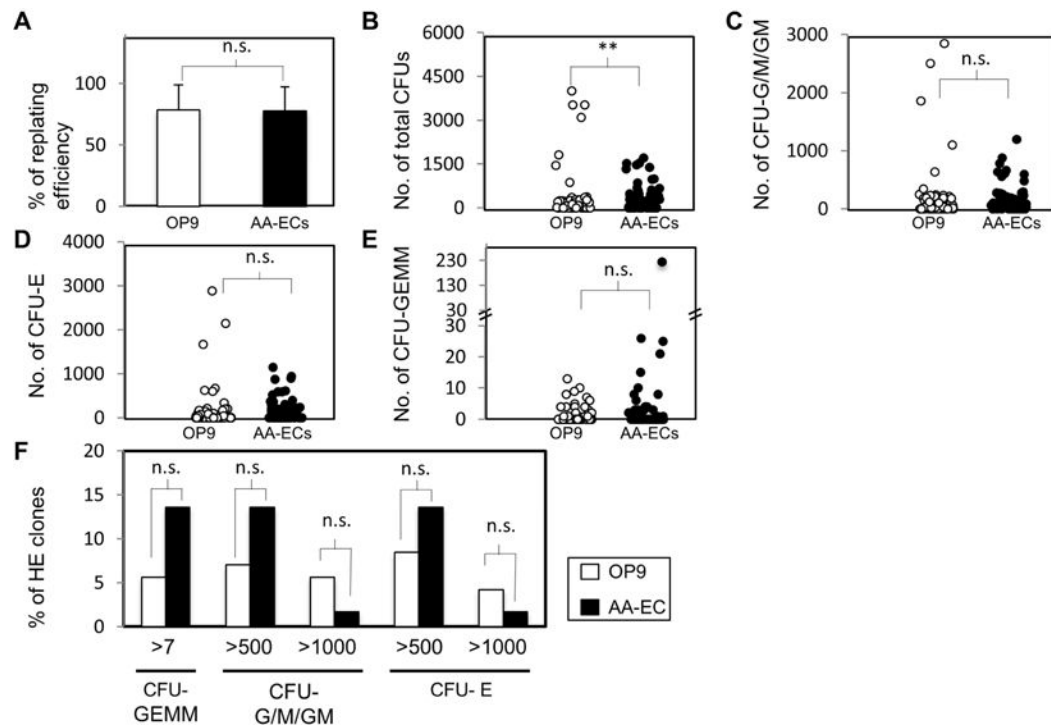 A
n.s.
100
50
0
% of replating
efficiency
OP9
AA-ECs
B
6000
4500
3000
1500
0
No. of total CFUs
**
OP9
AA-ECs
C
3000
2000
1000
0
No. of CFU-G/M/GM
n.s.
OP9
AA-ECs
D
4000
3000
2000
1000
0
No. of CFU-E
n.s.
OP9
AA-ECs
E
230
130
30
30
20
10
0
No. of CFU-GEMM
n.s.
OP9
AA-ECs
F
20
15
10
5
0
% of HE clones
n.s.
n.s.
n.s.
n.s.
n.s.
>7
>500
>1000
>500
>1000
CFU-
GEMM
CFU-
G/M/GM
CFU- E
OP9
AA-EC